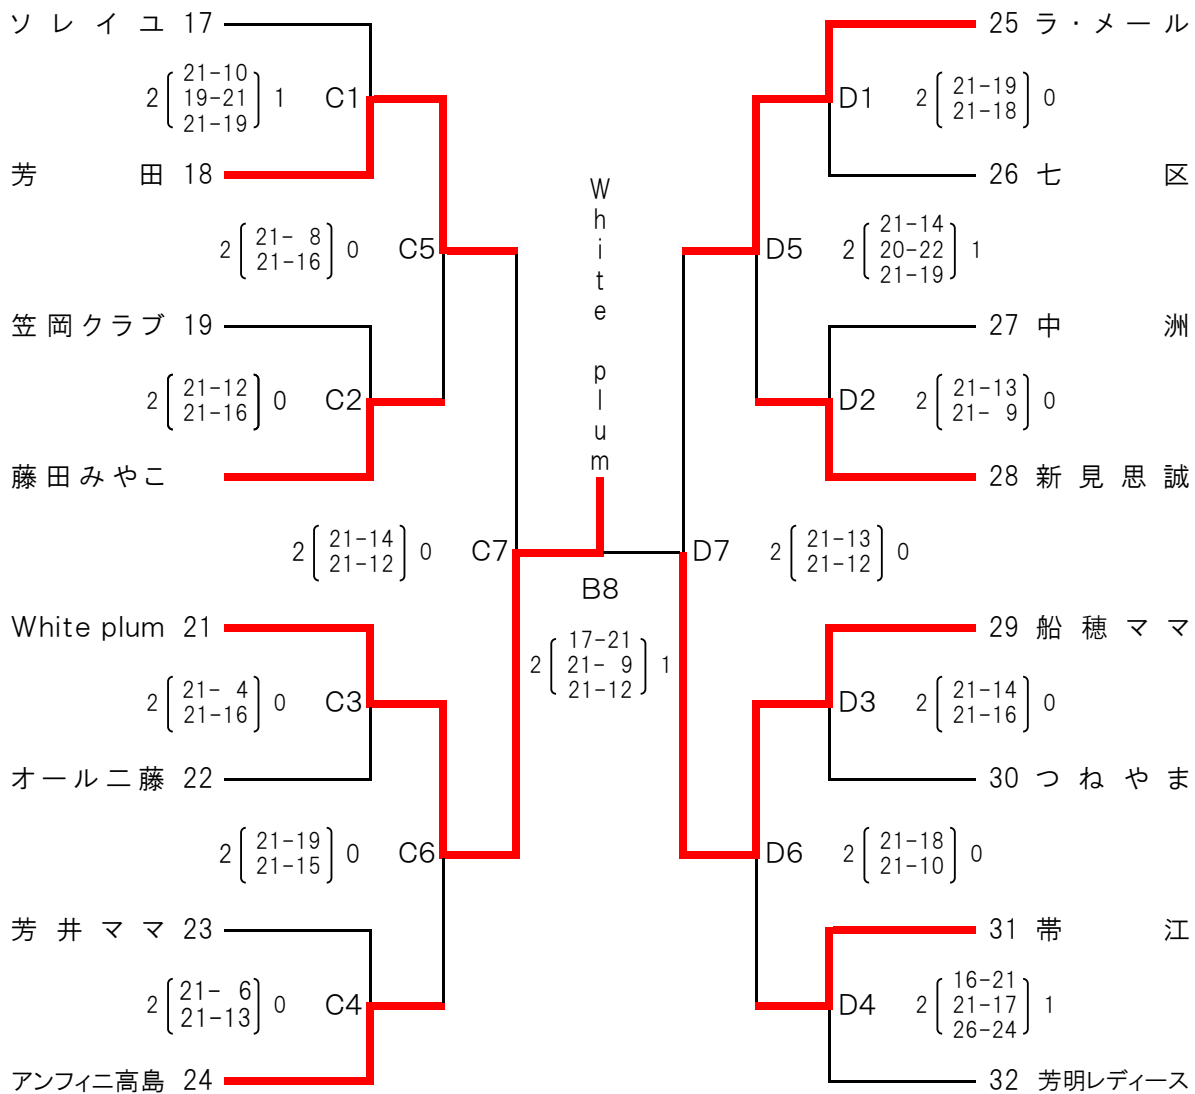 ソレイユ 17
2 21-10 19-21 21-19 1
C1
芳田 18
2 21- 8 21-16 0
C5
笠岡クラブ 19
2 21-12 21-16 0
C2
藤田みやこ
2 21-14 21-12 0
C7
White plum 21
2 21- 4 21-16 0
C3
オール二藤 22
2 21-19 21-15 0
C6
芳井ママ 23
2 21- 6 21-13 0
C4
アンフィニ高島 24
White plum
B8
2 17-21 21- 9 21-12 1
25 ラ・メール
D1
2 21-19 21-18 0
26 七区
D5
2 21-14 20-22 21-19 1
27 中洲
D2
2 21-13 21- 9 0
28 新見思誠
D7
2 21-13 21-12 0
29 船穂ママ
D3
2 21-14 21-16 0
30 つねやま
D6
2 21-18 21-10 0
31 帯江
D4
2 16-21 21-17 26-24 1
32 芳明レディース